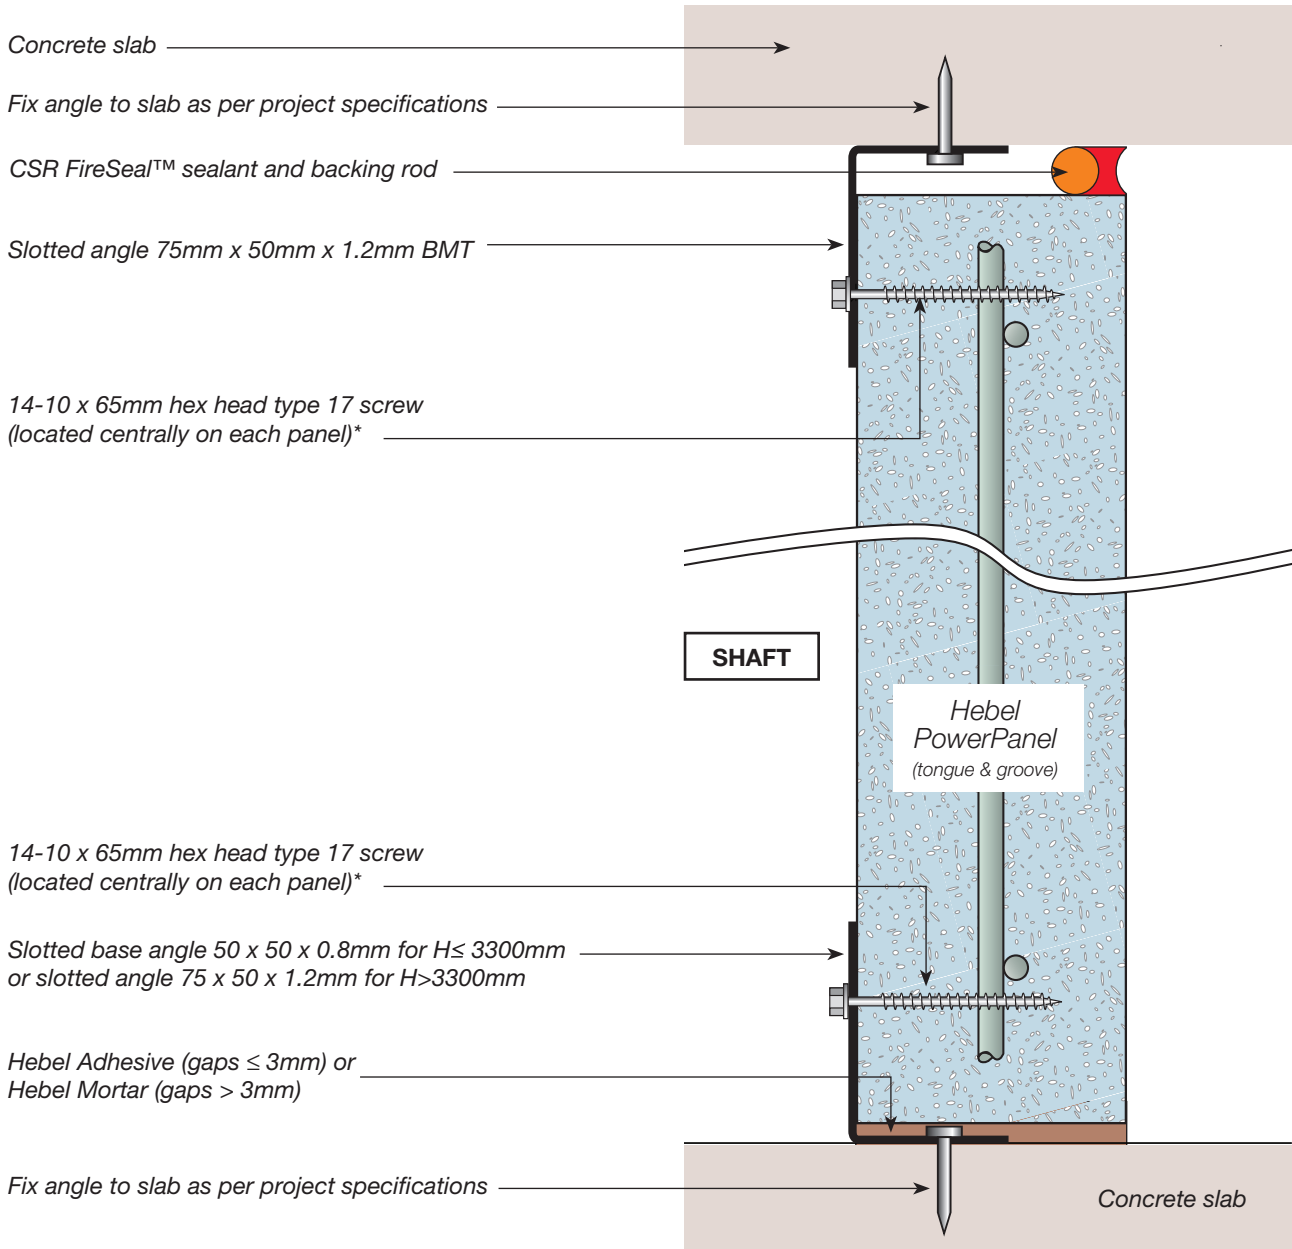 Concrete slab
Fix angle to slab as per project specifications
CSR FireSeal™ sealant and backing rod
Slotted angle 75mm x 50mm x 1.2mm BMT
14-10 x 65mm hex head type 17 screw
(located centrally on each panel)*
SHAFT
Hebel
PowerPanel
(tongue & groove)
14-10 x 65mm hex head type 17 screw
(located centrally on each panel)*
Slotted base angle 50 x 50 x 0.8mm for H≤ 3300mm
or slotted angle 75 x 50 x 1.2mm for H>3300mm
Hebel Adhesive (gaps ≤ 3mm) or
Hebel Mortar (gaps > 3mm)
Fix angle to slab as per project specifications
Concrete slab